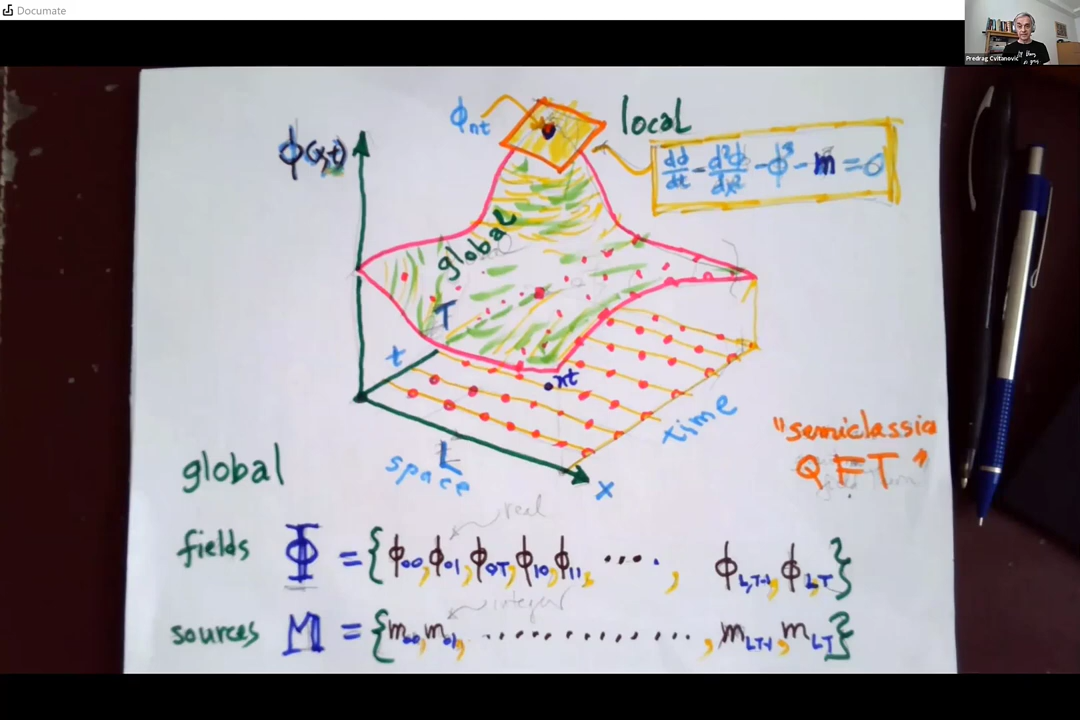 Documate
Predrag Cvitanović
ϕ(x,t)
ϕnt
local
dϕ/dt - d²ϕ/dx² - ϕ³ - m = 0
global
T
t
xt
time
L
space
x
"semiclassical
QFT"
global
real
fields Φ = {ϕ00, ϕ01, ϕ0T, ϕ10, ϕ11, ...., ϕL,T-1, ϕLT}
integer
sources M = {m00, m01, .............., mLT-1, mLT}